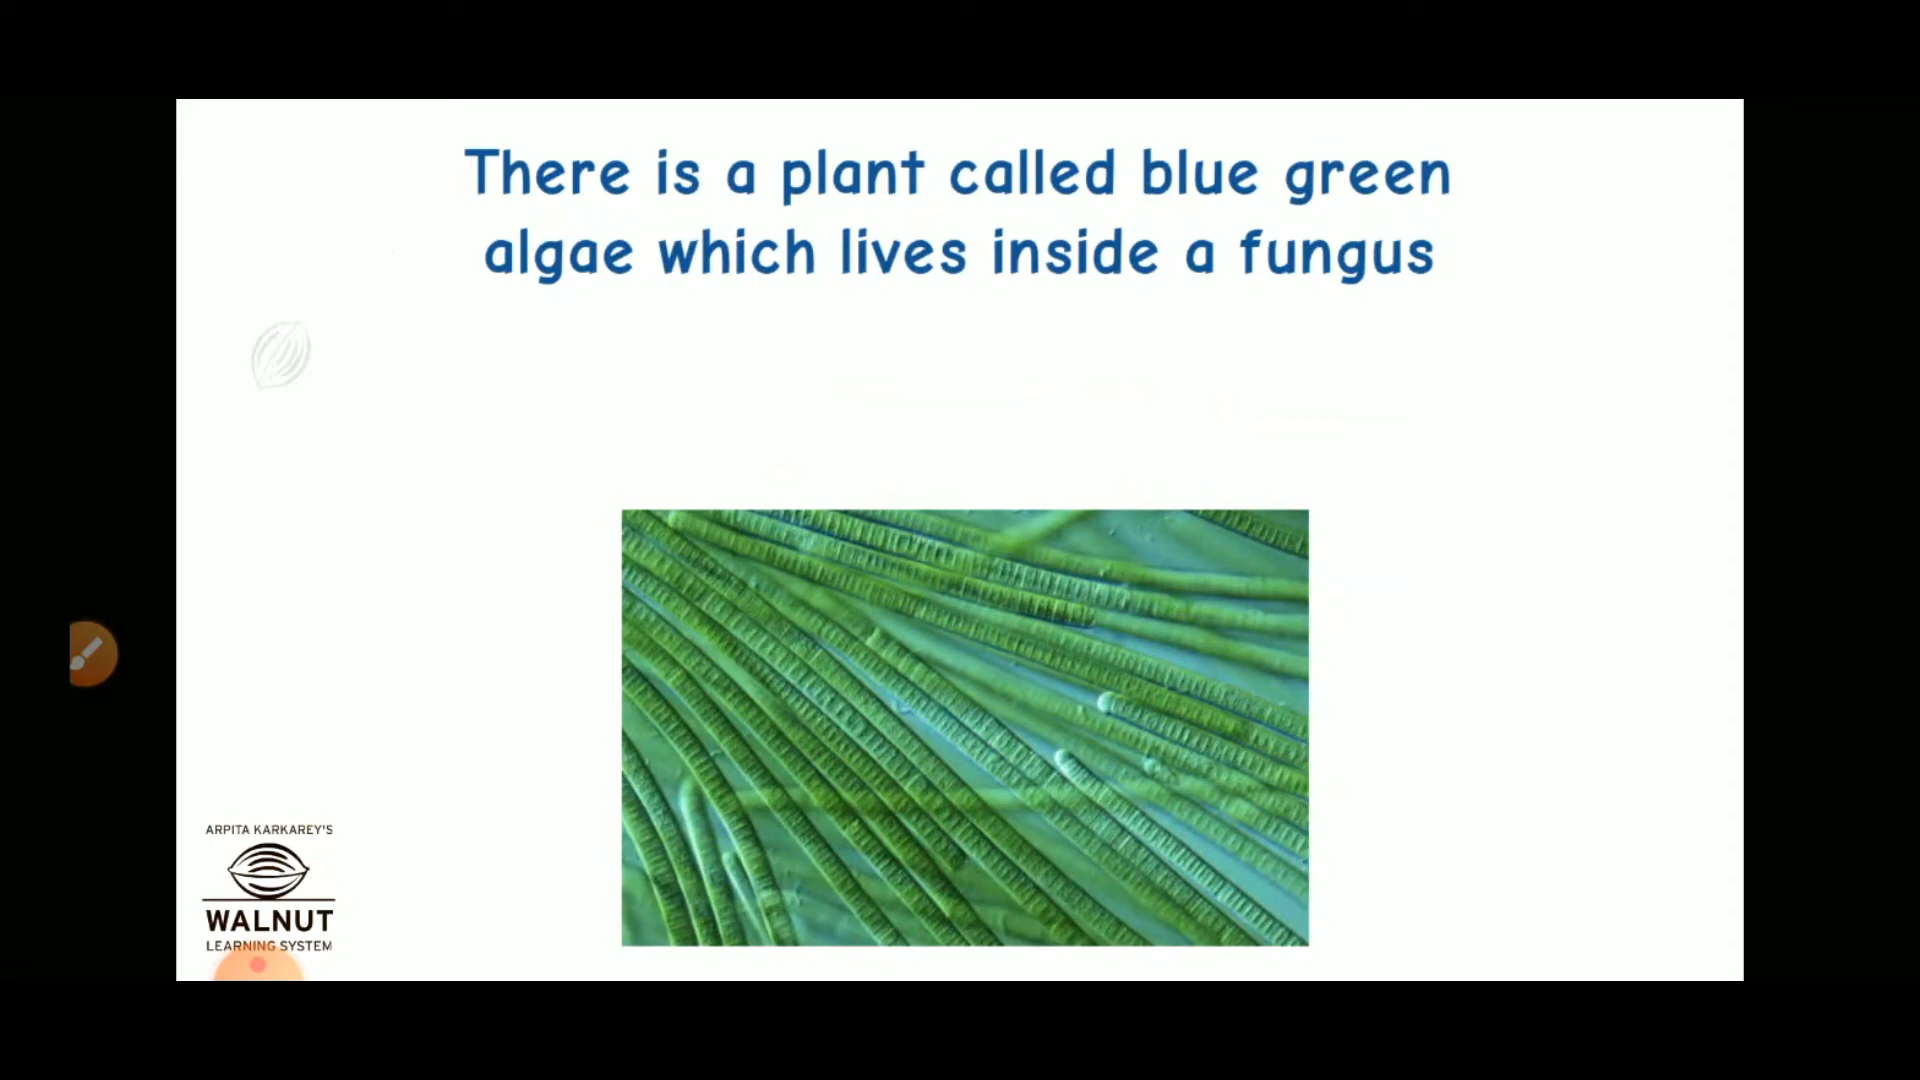 There is a plant called blue green
algae which lives inside a fungus
ARPITA KARKAREY'S
WALNUT
LEARNING SYSTEM